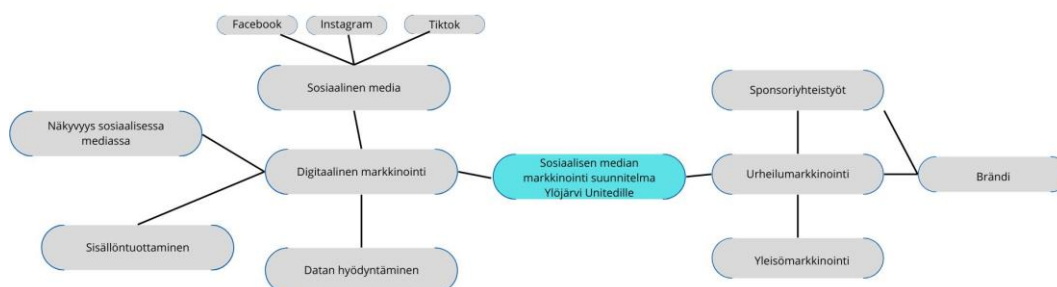 Facebook
Instagram
Tiktok
Sosiaalinen media
Sponsoriyhteistyöt
Näkyvyys sosiaalisessa
mediassa
Digitaalinen markkinointi
Sosiaalisen median
markkinointi suunnitelma
Ylöjärvi Unitedille
Urheilumarkkinointi
Brändi
Sisällöntuottaminen
Datan hyödyntäminen
Yleisömarkkinointi